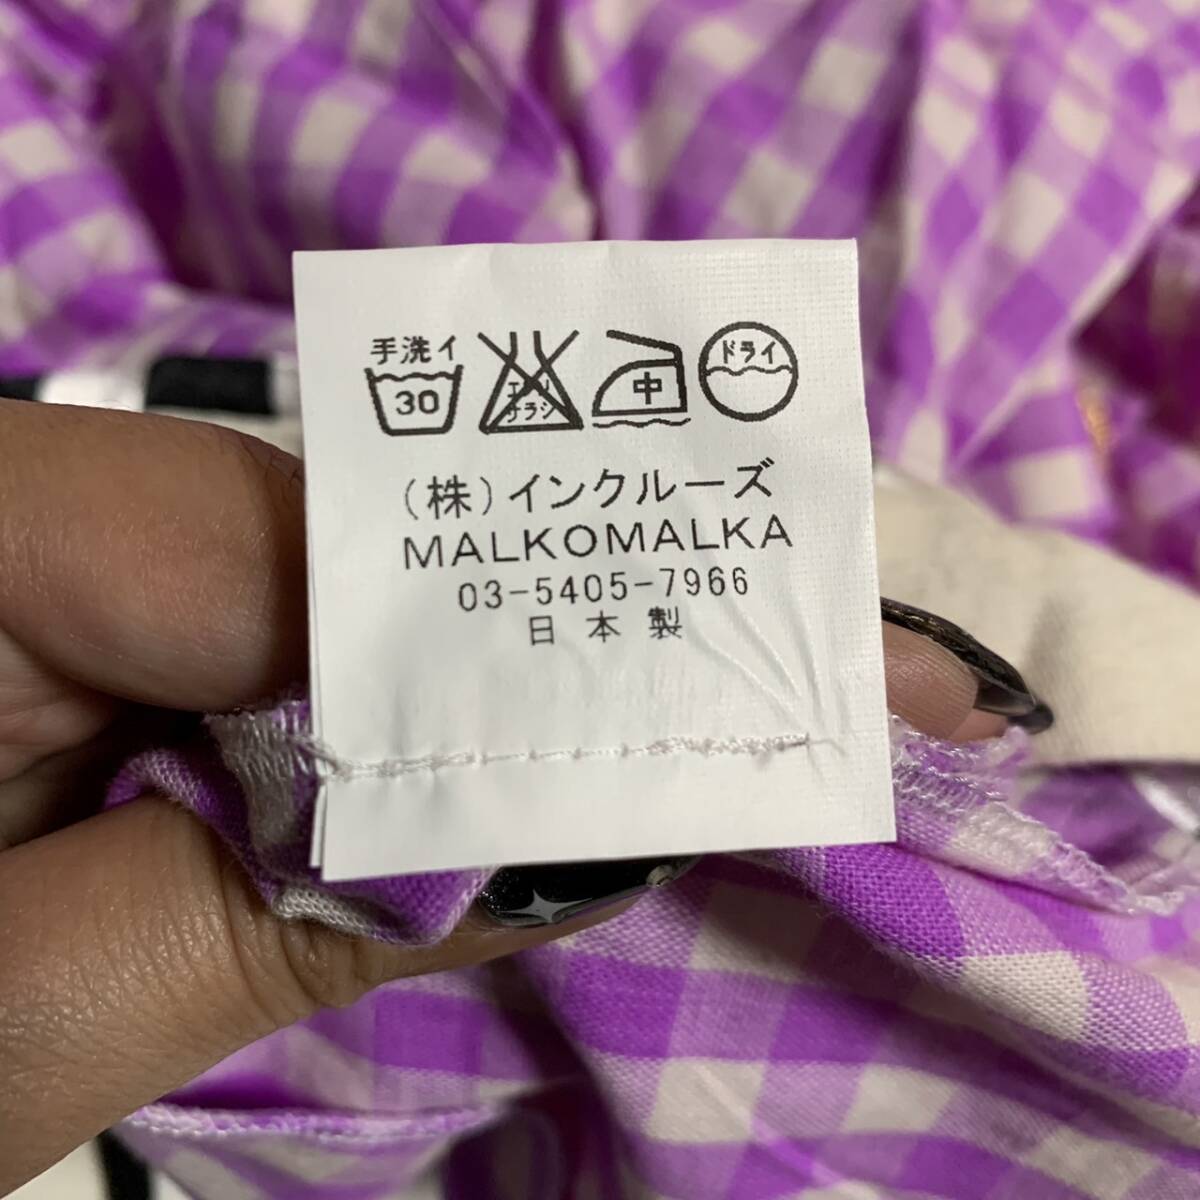 手洗イ
30
エンソ
サラシ
中
ドライ
(株)インクルーズ
MALKOMALKA
03-5405-7966
日本製